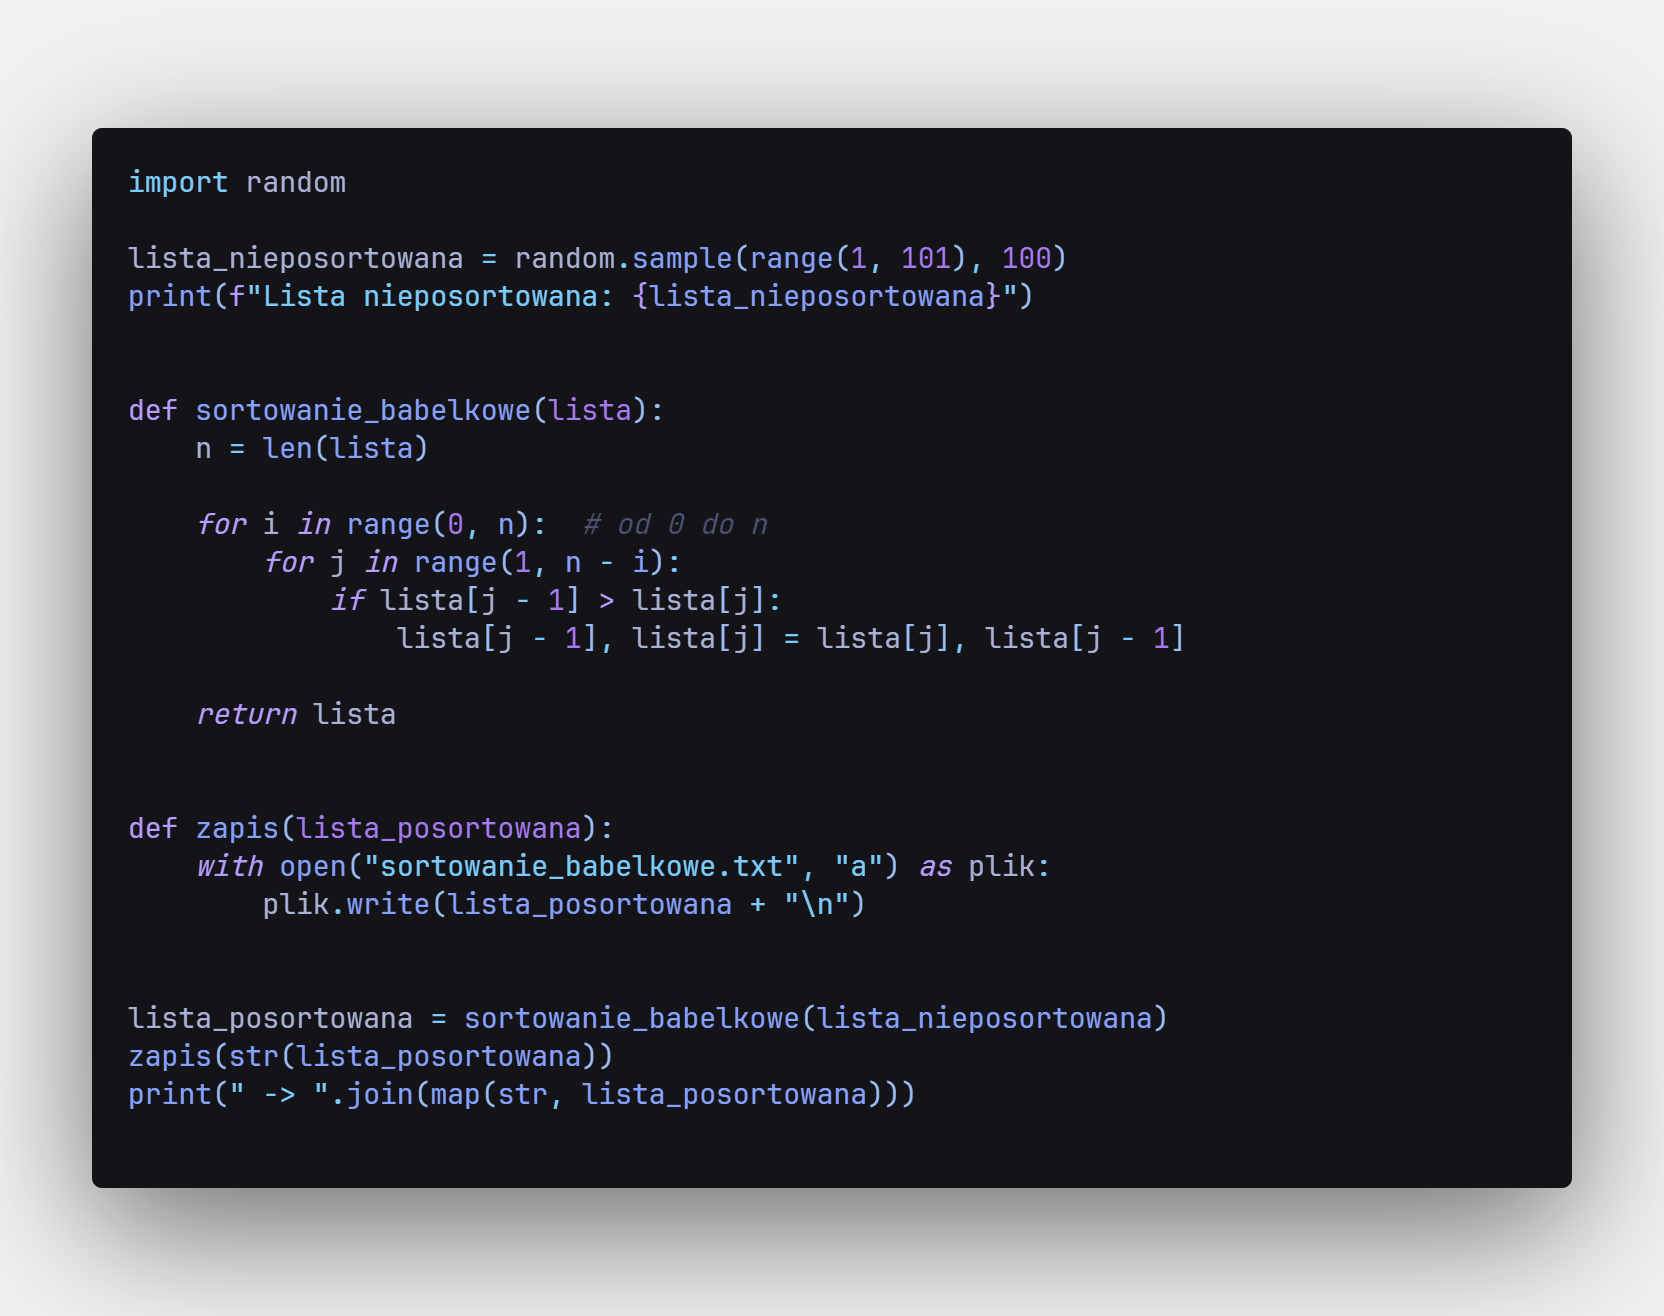 import random
lista_nieposortowana = random.sample(range(1, 101), 100)
print(f"Lista nieposortowana: {lista_nieposortowana}")
def sortowanie_babelkowe(lista):
    n = len(lista)
    for i in range(0, n):  # od 0 do n
        for j in range(1, n - i):
            if lista[j - 1] > lista[j]:
                lista[j - 1], lista[j] = lista[j], lista[j - 1]
    return lista
def zapis(lista_posortowana):
    with open("sortowanie_babelkowe.txt", "a") as plik:
        plik.write(lista_posortowana + "\n")
lista_posortowana = sortowanie_babelkowe(lista_nieposortowana)
zapis(str(lista_posortowana))
print(" -> ".join(map(str, lista_posortowana)))